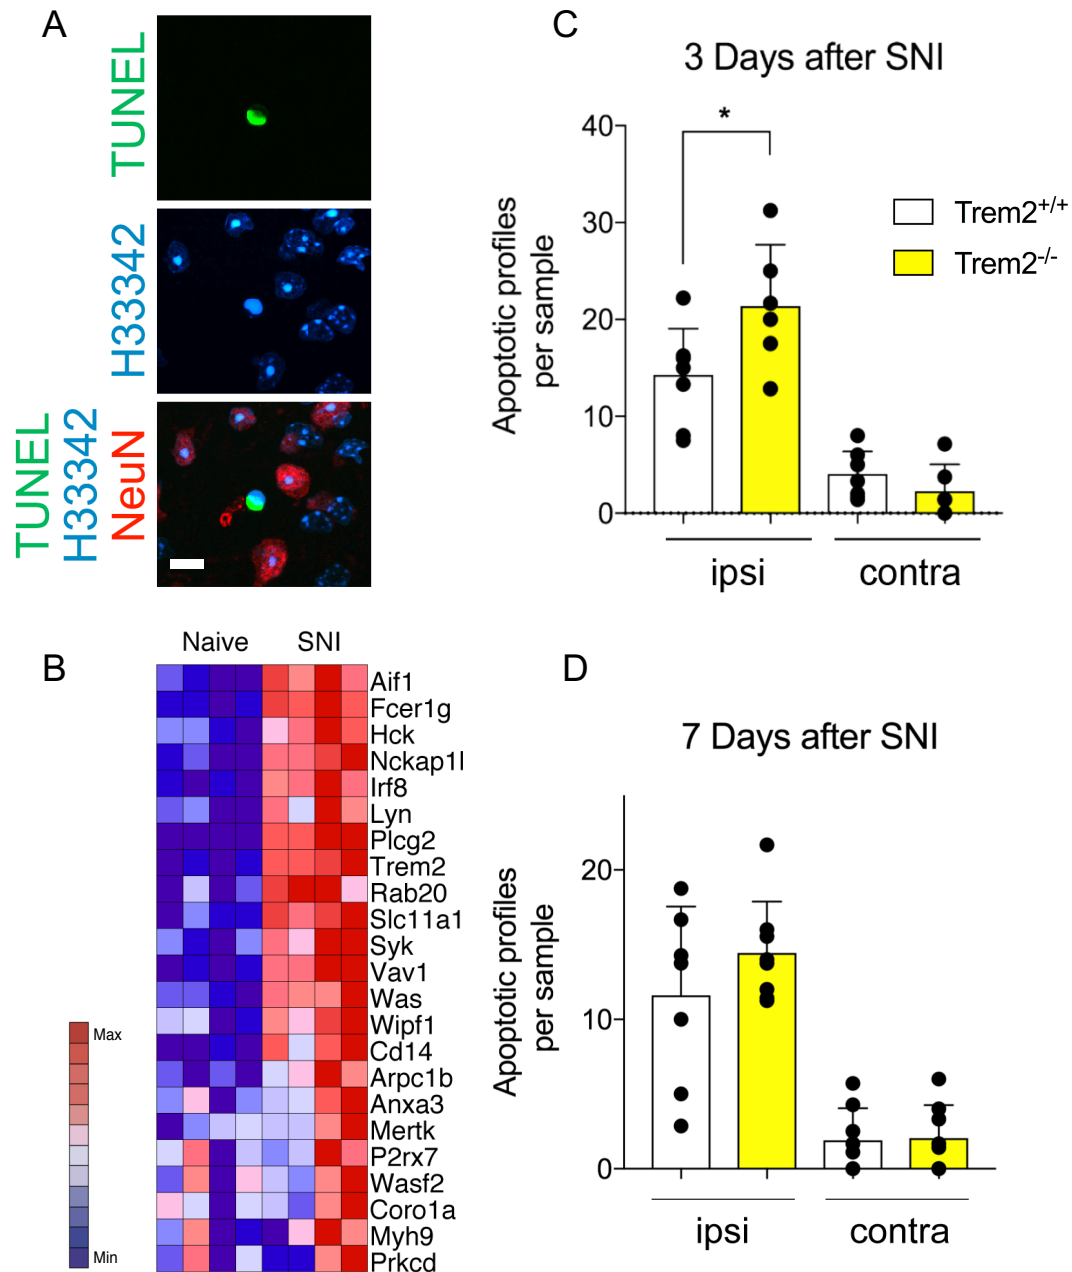 A
TUNEL
H33342
TUNEL
H33342
NeuN
B
Naive SNI
Aif1
Fcer1g
Hck
Nckap1l
Irf8
Lyn
Plcg2
Trem2
Rab20
Slc11a1
Syk
Vav1
Was
Wipf1
Cd14
Arpc1b
Anxa3
Mertk
P2rx7
Wasf2
Coro1a
Myh9
Prkcd
Max
Min
C
3 Days after SNI
Apoptotic profiles
per sample
40
30
20
10
0
*
Trem2+/+
Trem2-/-
ipsi contra
D
7 Days after SNI
Apoptotic profiles
per sample
20
10
0
ipsi contra